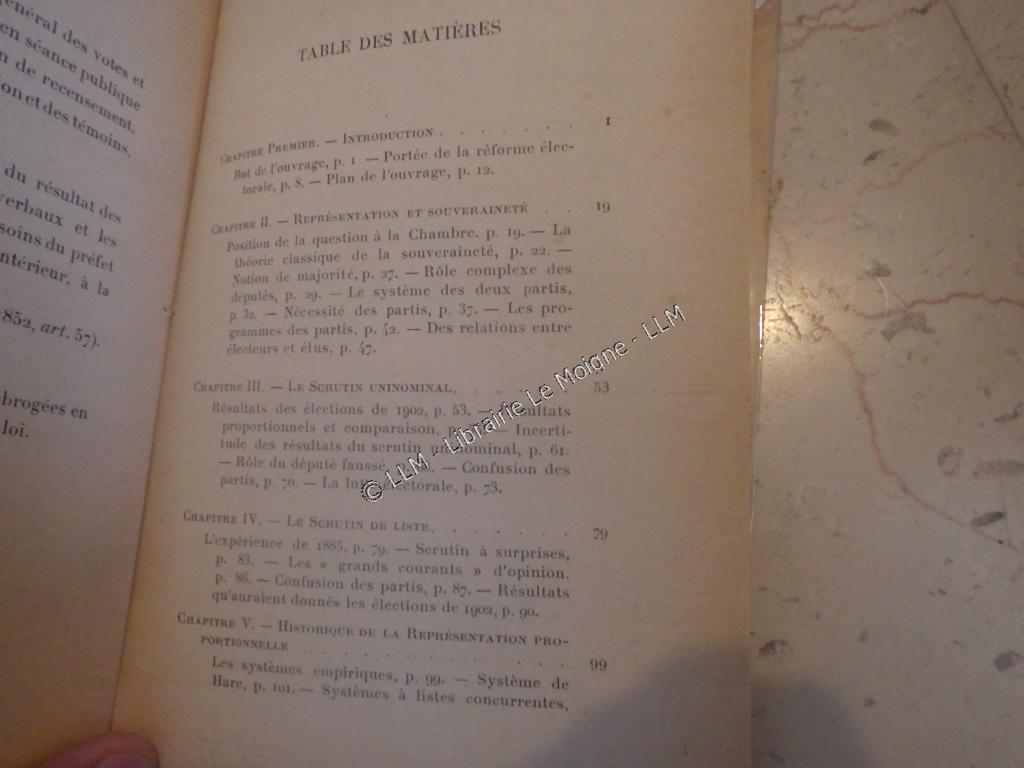 général des votes et
en séance publique
n de recensement.
ion et des témoins.
du résultat des
verbaux et les
soins du préfet
ntérieur, à la
852, art. 57).
brogées en
loi.
TABLE DES MATIÈRES
CHAPITRE PREMIER. — INTRODUCTION . . . . . . . 1
But de l'ouvrage, p. 1 — Portée de la réforme élec-
torale, p. 8. — Plan de l'ouvrage, p. 12.
CHAPITRE II. — REPRÉSENTATION ET SOUVERAINETÉ . . 19
Position de la question à la Chambre, p. 19. — La
théorie classique de la souveraineté, p. 22. —
Notion de majorité, p. 27. — Rôle complexe des
députés, p. 29. — Le système des deux partis,
p. 32. — Nécessité des partis, p. 37. — Les pro-
grammes des partis, p. 42. — Des relations entre
électeurs et élus, p. 47.
CHAPITRE III. — LE SCRUTIN UNINOMINAL. . . . . . 53
Résultats des élections de 1902, p. 53. — Résultats
proportionnels et comparaison, — Incerti-
tude des résultats du scrutin uninominal, p. 61.
— Rôle du député faussé, — Confusion des
partis, p. 70. — La lutte électorale, p. 73.
CHAPITRE IV. — LE SCRUTIN DE LISTE. . . . . . 79
L'expérience de 1885, p. 79. — Scrutin à surprises,
p. 83. — Les « grands courants » d'opinion,
p. 86. — Confusion des partis, p. 87. — Résultats
qu'auraient donnés les élections de 1902, p. 90.
CHAPITRE V. — HISTORIQUE DE LA REPRÉSENTATION PRO-
PORTIONNELLE . . . . . . . . . . . 99
Les systèmes empiriques, p. 99. — Système de
Hare, p. 101. — Systèmes à listes concurrentes,
© LLM - Librairie Le Moigne - LLM